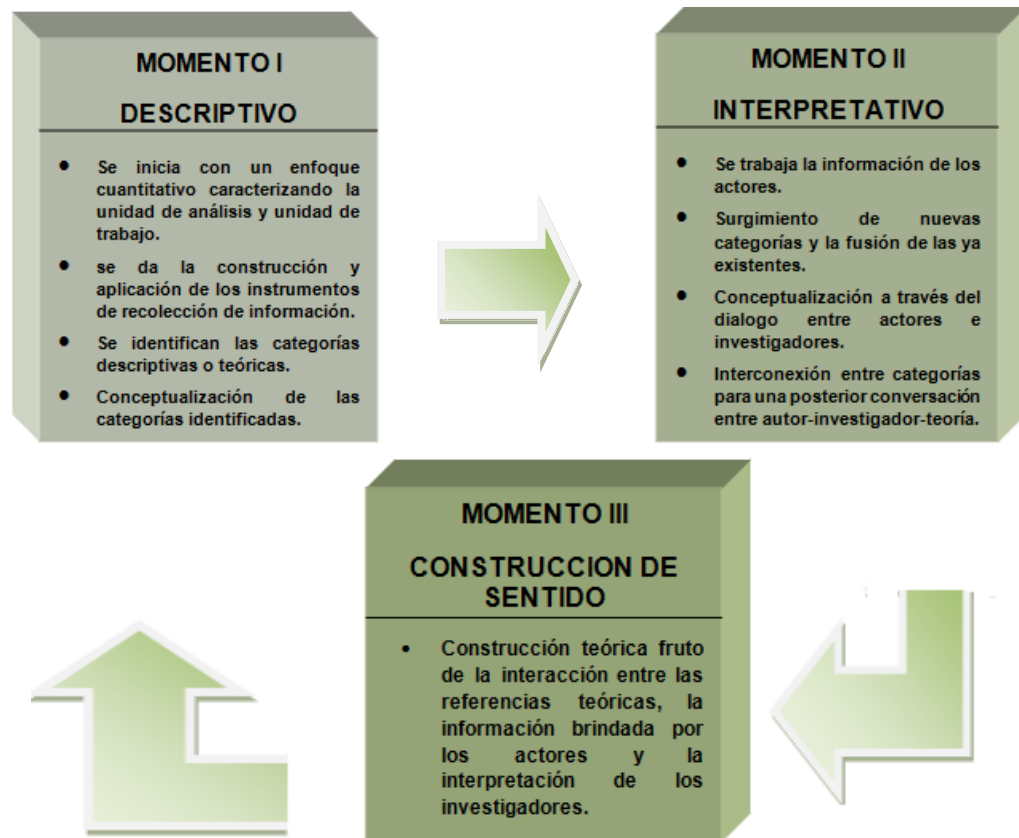 MOMENTO I
DESCRIPTIVO
• Se inicia con un enfoque
cuantitativo caracterizando la
unidad de análisis y unidad de
trabajo.
• se da la construcción y
aplicación de los instrumentos
de recolección de información.
• Se identifican las categorías
descriptivas o teóricas.
• Conceptualización de las
categorías identificadas.
MOMENTO II
INTERPRETATIVO
• Se trabaja la información de los
actores.
• Surgimiento de nuevas
categorías y la fusión de las ya
existentes.
• Conceptualización a través del
dialogo entre actores e
investigadores.
• Interconexión entre categorías
para una posterior conversación
entre autor-investigador-teoría.
MOMENTO III
CONSTRUCCION DE
SENTIDO
• Construcción teórica fruto
de la interacción entre las
referencias teóricas, la
información brindada por
los actores y la
interpretación de los
investigadores.